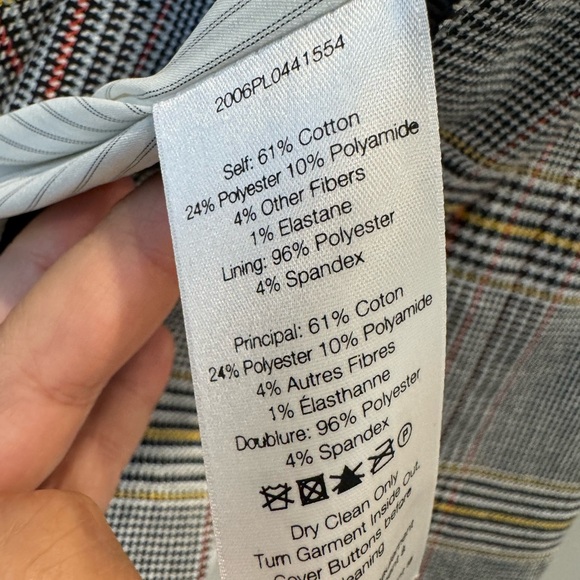 2006PL0441554
Self: 61% Cotton
24% Polyester 10% Polyamide
4% Other Fibers
1% Elastane
Lining: 96% Polyester
4% Spandex
Principal: 61% Coton
24% Polyester 10% Polyamide
4% Autres Fibres
1% Élasthanne
Doublure: 96% Polyester
4% Spandex
P
Dry Clean Only
Turn Garment Inside Out
Cover Buttons before
Cleaning